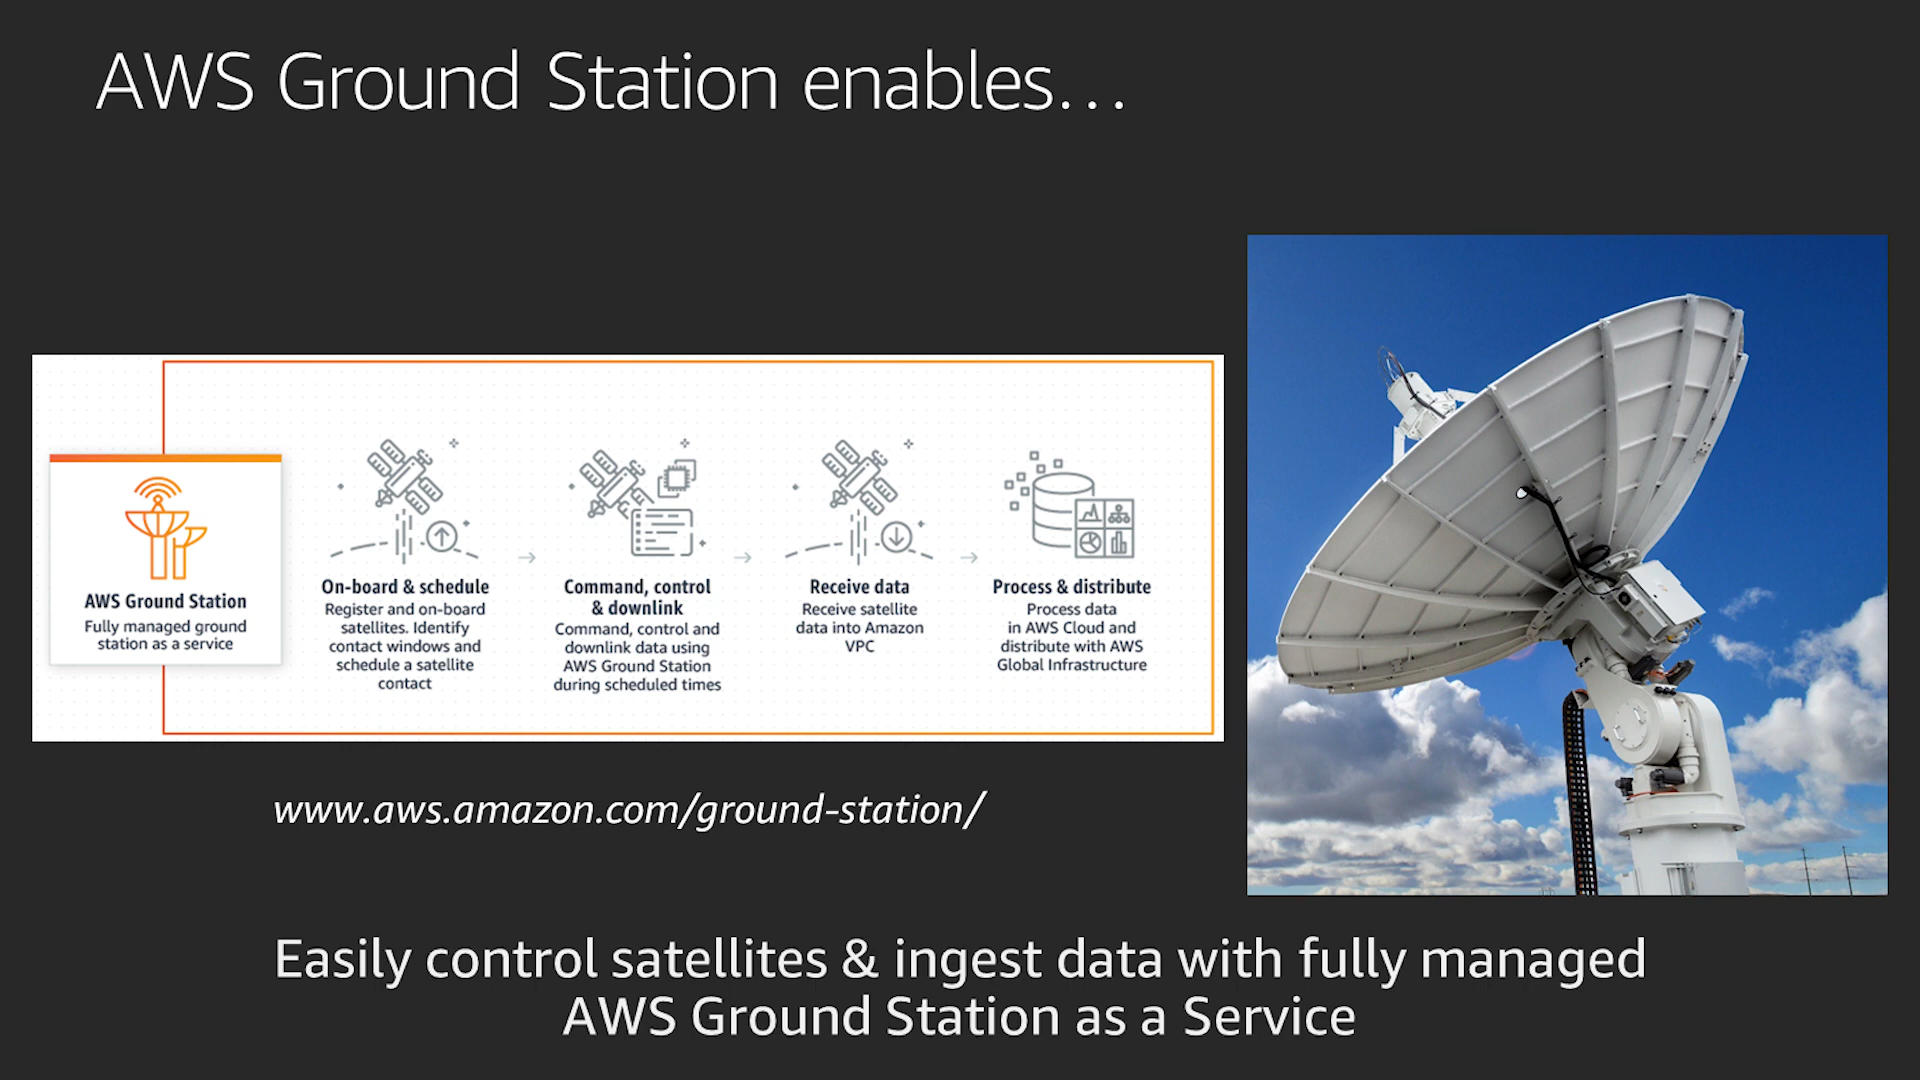 AWS Ground Station enables...
AWS Ground Station
Fully managed ground
station as a service
On-board & schedule
Register and on-board
satellites. Identify
contact windows and
schedule a satellite
contact
Command, control
& downlink
Command, control and
downlink data using
AWS Ground Station
during scheduled times
Receive data
Receive satellite
data into Amazon
VPC
Process & distribute
Process data
in AWS Cloud and
distribute with AWS
Global Infrastructure
www.aws.amazon.com/ground-station/
Easily control satellites & ingest data with fully managed
AWS Ground Station as a Service